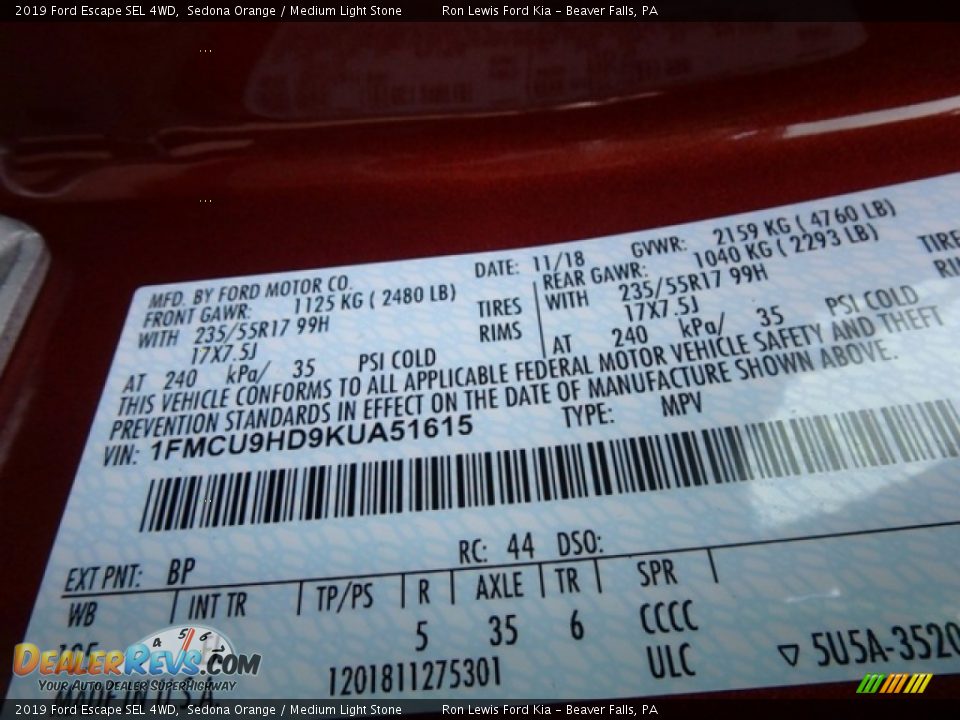 2019 Ford Escape SEL 4WD, Sedona Orange / Medium Light Stone Ron Lewis Ford Kia - Beaver Falls, PA
MFD. BY FORD MOTOR CO. DATE: 11/18 GVWR: 2159 KG ( 4760 LB)
FRONT GAWR: 1125 KG ( 2480 LB) REAR GAWR: 1040 KG ( 2293 LB)
WITH 235/55R17 99H TIRES WITH 235/55R17 99H TIRE
17X7.5J RIMS 17X7.5J
AT 240 kPa/ 35 PSI COLD AT 240 kPa/ 35 PSI COLD
THIS VEHICLE CONFORMS TO ALL APPLICABLE FEDERAL MOTOR VEHICLE SAFETY AND THEFT
PREVENTION STANDARDS IN EFFECT ON THE DATE OF MANUFACTURE SHOWN ABOVE.
VIN: 1FMCU9HD9KUA51615 TYPE: MPV
EXT PNT: BP RC: 44 DSO:
WB INT TR TP/PS R AXLE TR SPR
5 35 6 CCCC
1201811275301 ULC ▽ 5U5A-3520
MADE IN U.S.A.
DealerRevs.com
Your Auto Dealer SuperHighway
2019 Ford Escape SEL 4WD, Sedona Orange / Medium Light Stone Ron Lewis Ford Kia - Beaver Falls, PA